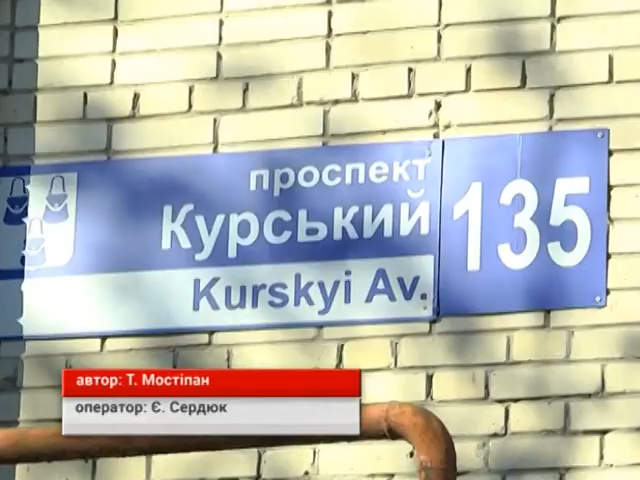 проспект
Курський
Kurskyi Av.
135
автор: Т. Мостіпан
оператор: Є. Сердюк